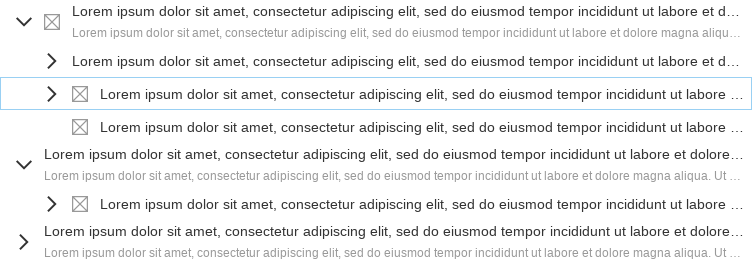 Lorem ipsum dolor sit amet, consectetur adipiscing elit, sed do eiusmod tempor incididunt ut labore et d...
Lorem ipsum dolor sit amet, consectetur adipiscing elit, sed do eiusmod tempor incididunt ut labore et dolore magna aliqu...
Lorem ipsum dolor sit amet, consectetur adipiscing elit, sed do eiusmod tempor incididunt ut labore et d...
Lorem ipsum dolor sit amet, consectetur adipiscing elit, sed do eiusmod tempor incididunt ut labore ...
Lorem ipsum dolor sit amet, consectetur adipiscing elit, sed do eiusmod tempor incididunt ut labore ...
Lorem ipsum dolor sit amet, consectetur adipiscing elit, sed do eiusmod tempor incididunt ut labore et dolore...
Lorem ipsum dolor sit amet, consectetur adipiscing elit, sed do eiusmod tempor incididunt ut labore et dolore magna aliqua. Ut ...
Lorem ipsum dolor sit amet, consectetur adipiscing elit, sed do eiusmod tempor incididunt ut labore ...
Lorem ipsum dolor sit amet, consectetur adipiscing elit, sed do eiusmod tempor incididunt ut labore et dolore...
Lorem ipsum dolor sit amet, consectetur adipiscing elit, sed do eiusmod tempor incididunt ut labore et dolore magna aliqua. Ut ...